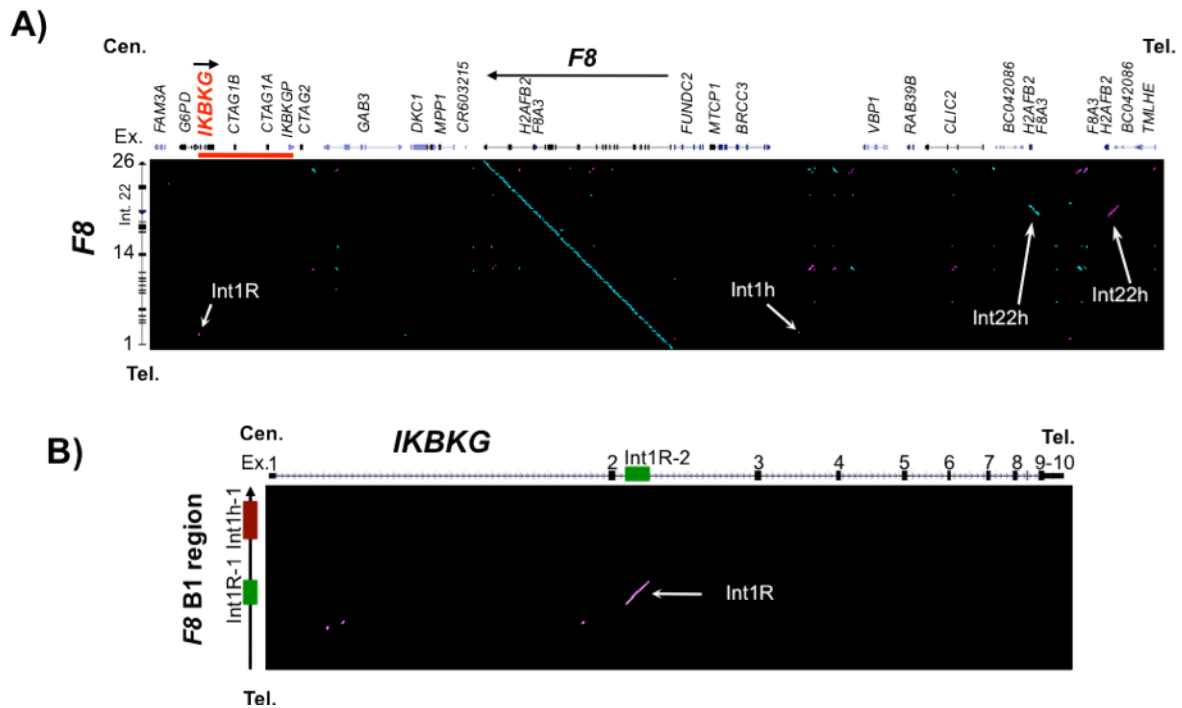 A)
Cen.
Tel.
F8
FAM3A
G6PD
IKBKG
CTAG1B
CTAG1A
IKBKGP
CTAG2
GAB3
DKC1
MPP1
CR603215
H2AFB2
F8A3
FUNDC2
MTCP1
BRCC3
VBP1
RAB39B
CLIC2
BC042086
H2AFB2
F8A3
F8A3
H2AFB2
BC042086
TMLHE
Ex.
26
Int. 22
F8
14
1
Int1R
Int1h
Int22h
Int22h
Tel.
B)
Cen.
IKBKG
Tel.
Ex.1
2
Int1R-2
3
4
5
6
7
8
9-10
F8 B1 region
Int1R-1
Int1h-1
Int1R
Tel.